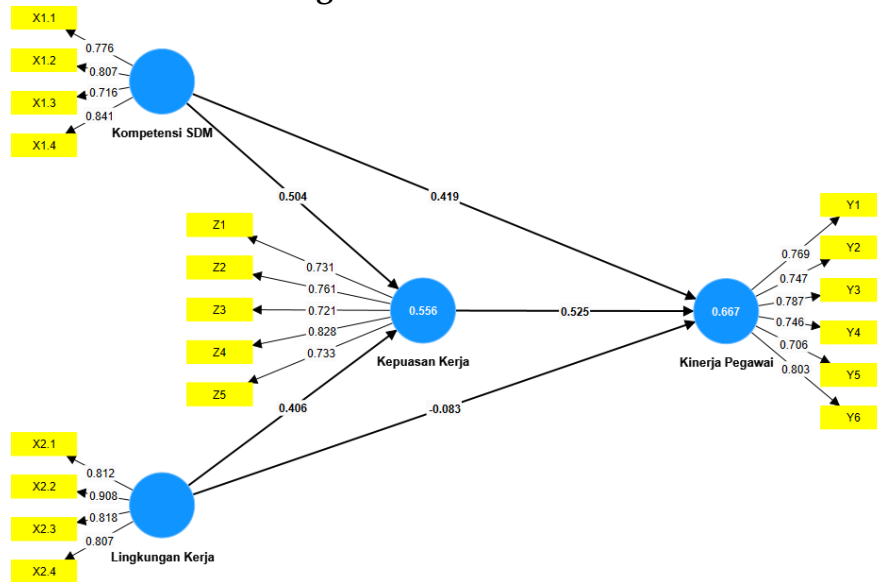 X1.1
X1.2
X1.3
X1.4
0.776
0.807
0.716
0.841
Kompetensi SDM
0.504
0.419
Z1
Z2
Z3
Z4
Z5
0.731
0.761
0.721
0.828
0.733
0.556
Kepuasan Kerja
0.525
0.667
Kinerja Pegawai
Y1
Y2
Y3
Y4
Y5
Y6
0.769
0.747
0.787
0.746
0.706
0.803
0.406
-0.083
X2.1
X2.2
X2.3
X2.4
0.812
0.908
0.818
0.807
Lingkungan Kerja